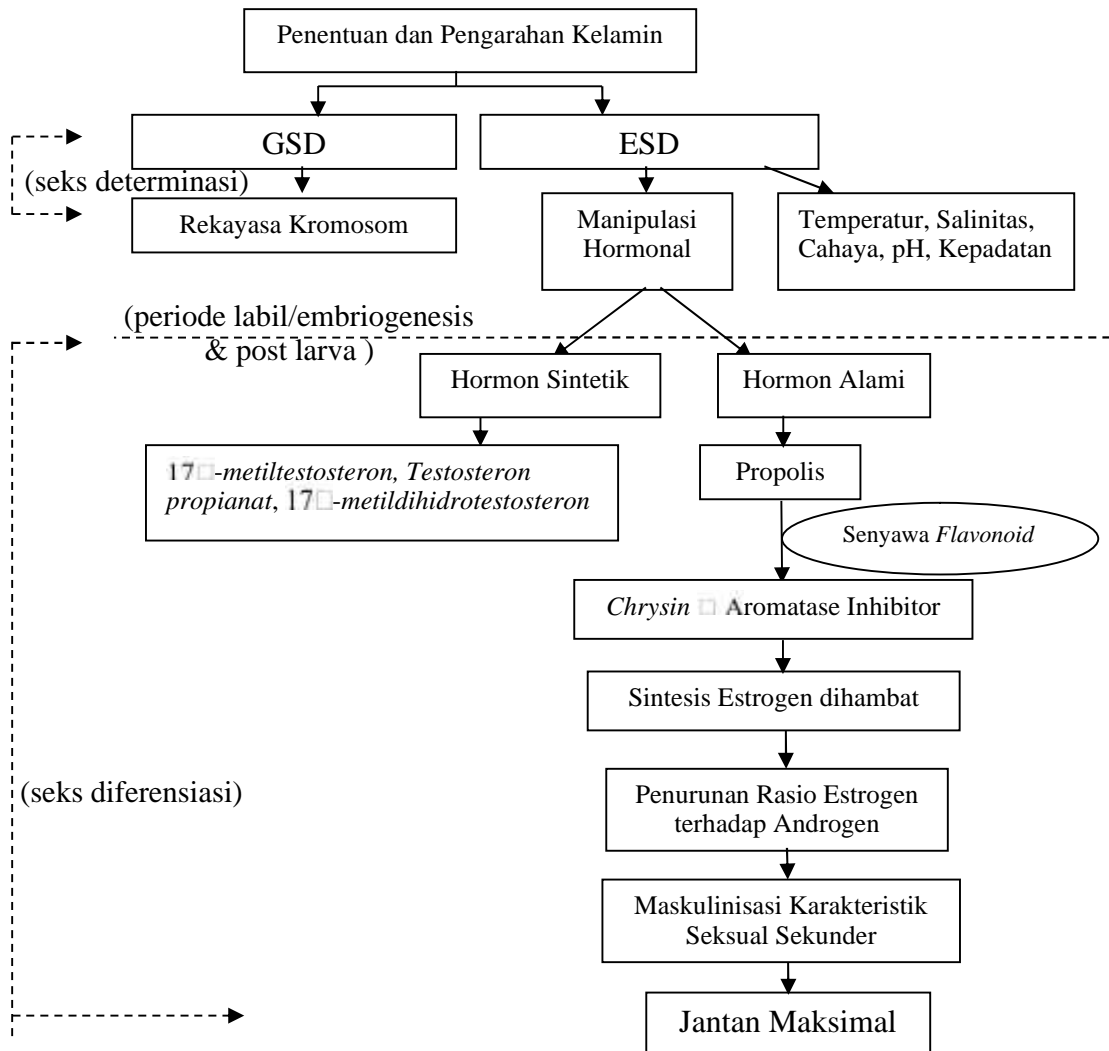 Penentuan dan Pengarahan Kelamin
GSD
ESD
(seks determinasi)
Rekayasa Kromosom
Manipulasi
Hormonal
Temperatur, Salinitas,
Cahaya, pH, Kepadatan
(periode labil/embriogenesis
& post larva )
Hormon Sintetik
Hormon Alami
17□-metiltestosteron, Testosteron
propianat, 17□-metildihidrotestosteron
Propolis
Senyawa Flavonoid
Chrysin □ Aromatase Inhibitor
Sintesis Estrogen dihambat
(seks diferensiasi)
Penurunan Rasio Estrogen
terhadap Androgen
Maskulinisasi Karakteristik
Seksual Sekunder
Jantan Maksimal